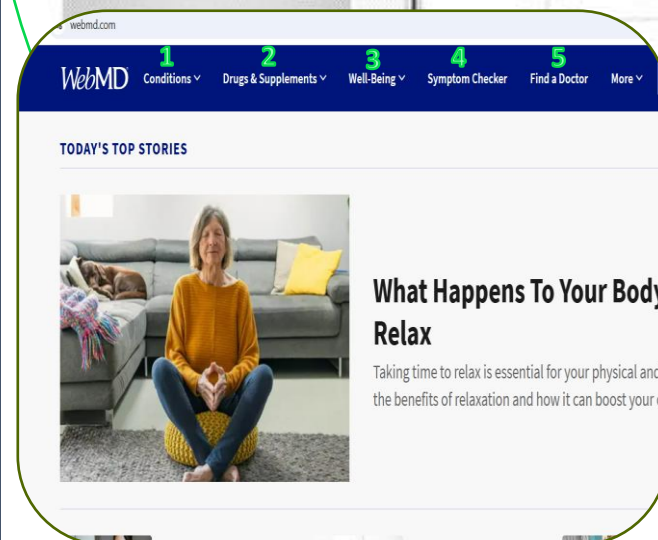 webmd.com
1 2 3 4 5
WebMD Conditions Drugs & Supplements Well-Being Symptom Checker Find a Doctor More
TODAY'S TOP STORIES
What Happens To Your Body
Relax
Taking time to relax is essential for your physical and
the benefits of relaxation and how it can boost your